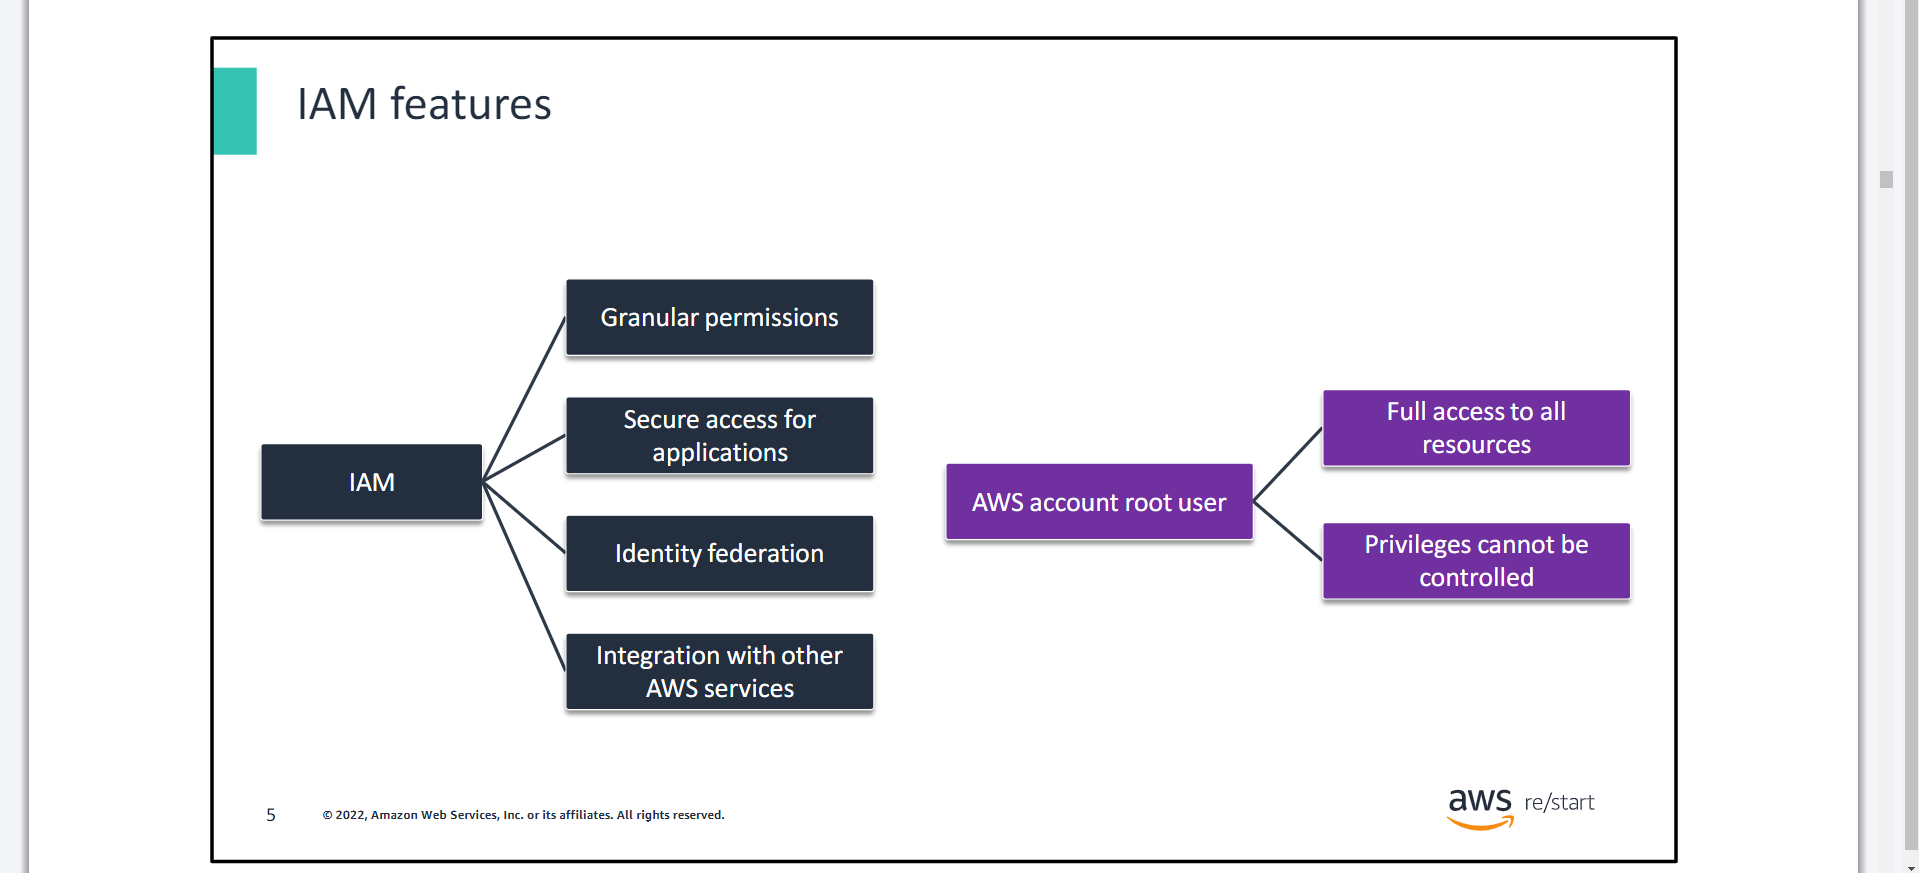 IAM features
IAM
Granular permissions
Secure access for
applications
Identity federation
Integration with other
AWS services
AWS account root user
Full access to all
resources
Privileges cannot be
controlled
5
© 2022, Amazon Web Services, Inc. or its affiliates. All rights reserved.
aws re/start